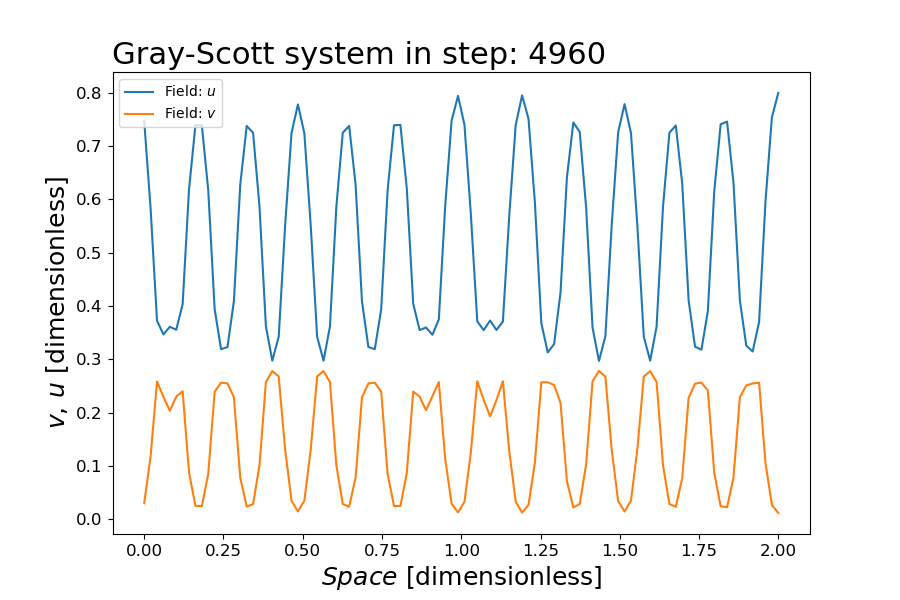 Gray-Scott system in step: 4960
Field: u
Field: v
0.8
0.7
0.6
0.5
0.4
0.3
0.2
0.1
0.0
v, u [dimensionless]
0.00 0.25 0.50 0.75 1.00 1.25 1.50 1.75 2.00
Space [dimensionless]